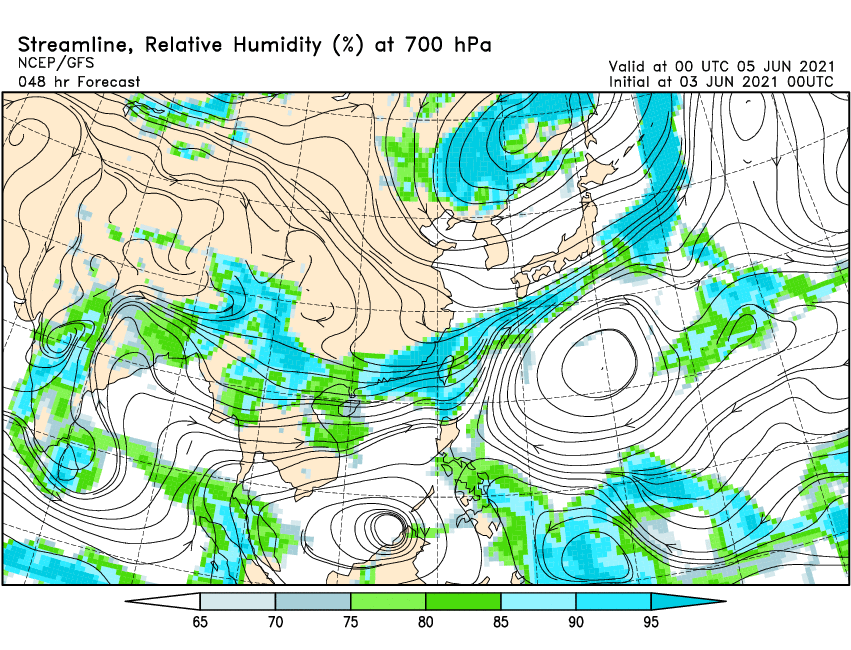 Streamline, Relative Humidity (%) at 700 hPa
NCEP/GFS
048 hr Forecast
Valid at 00 UTC 05 JUN 2021
Initial at 03 JUN 2021 00UTC
65 70 75 80 85 90 95